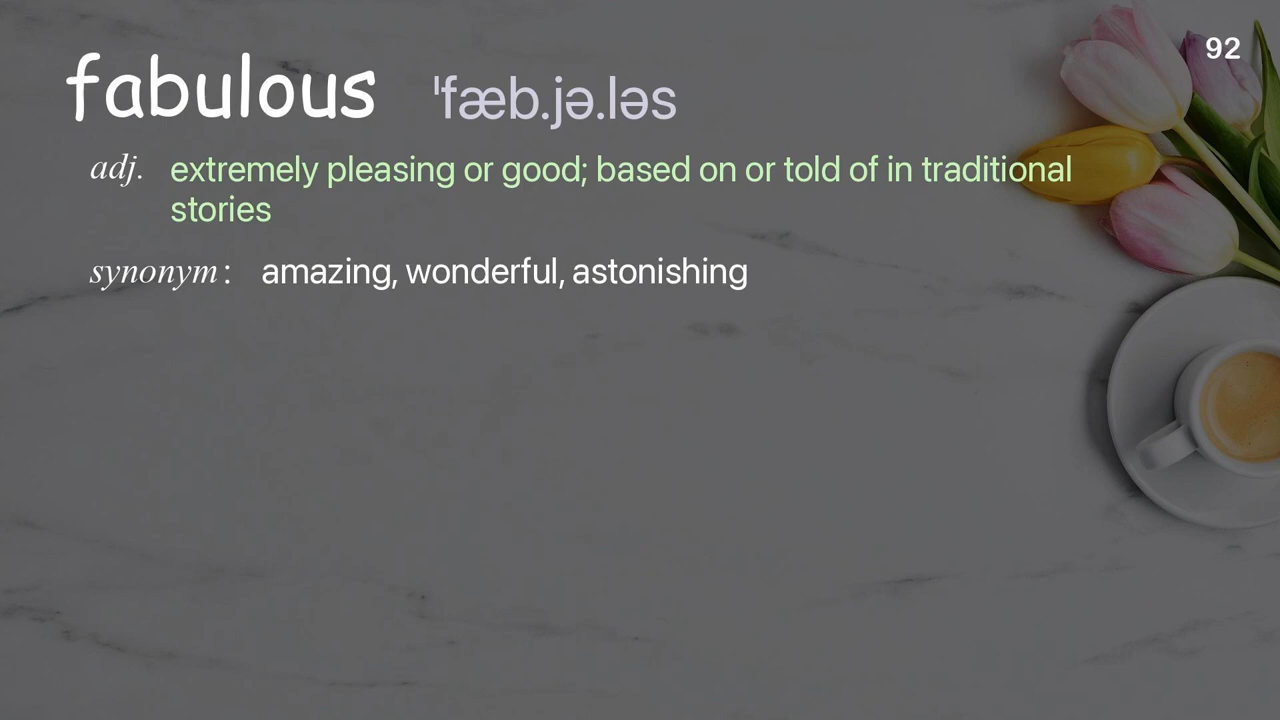 92
fabulous ˈfæb.jə.ləs
adj. extremely pleasing or good; based on or told of in traditional
stories
synonym: amazing, wonderful, astonishing